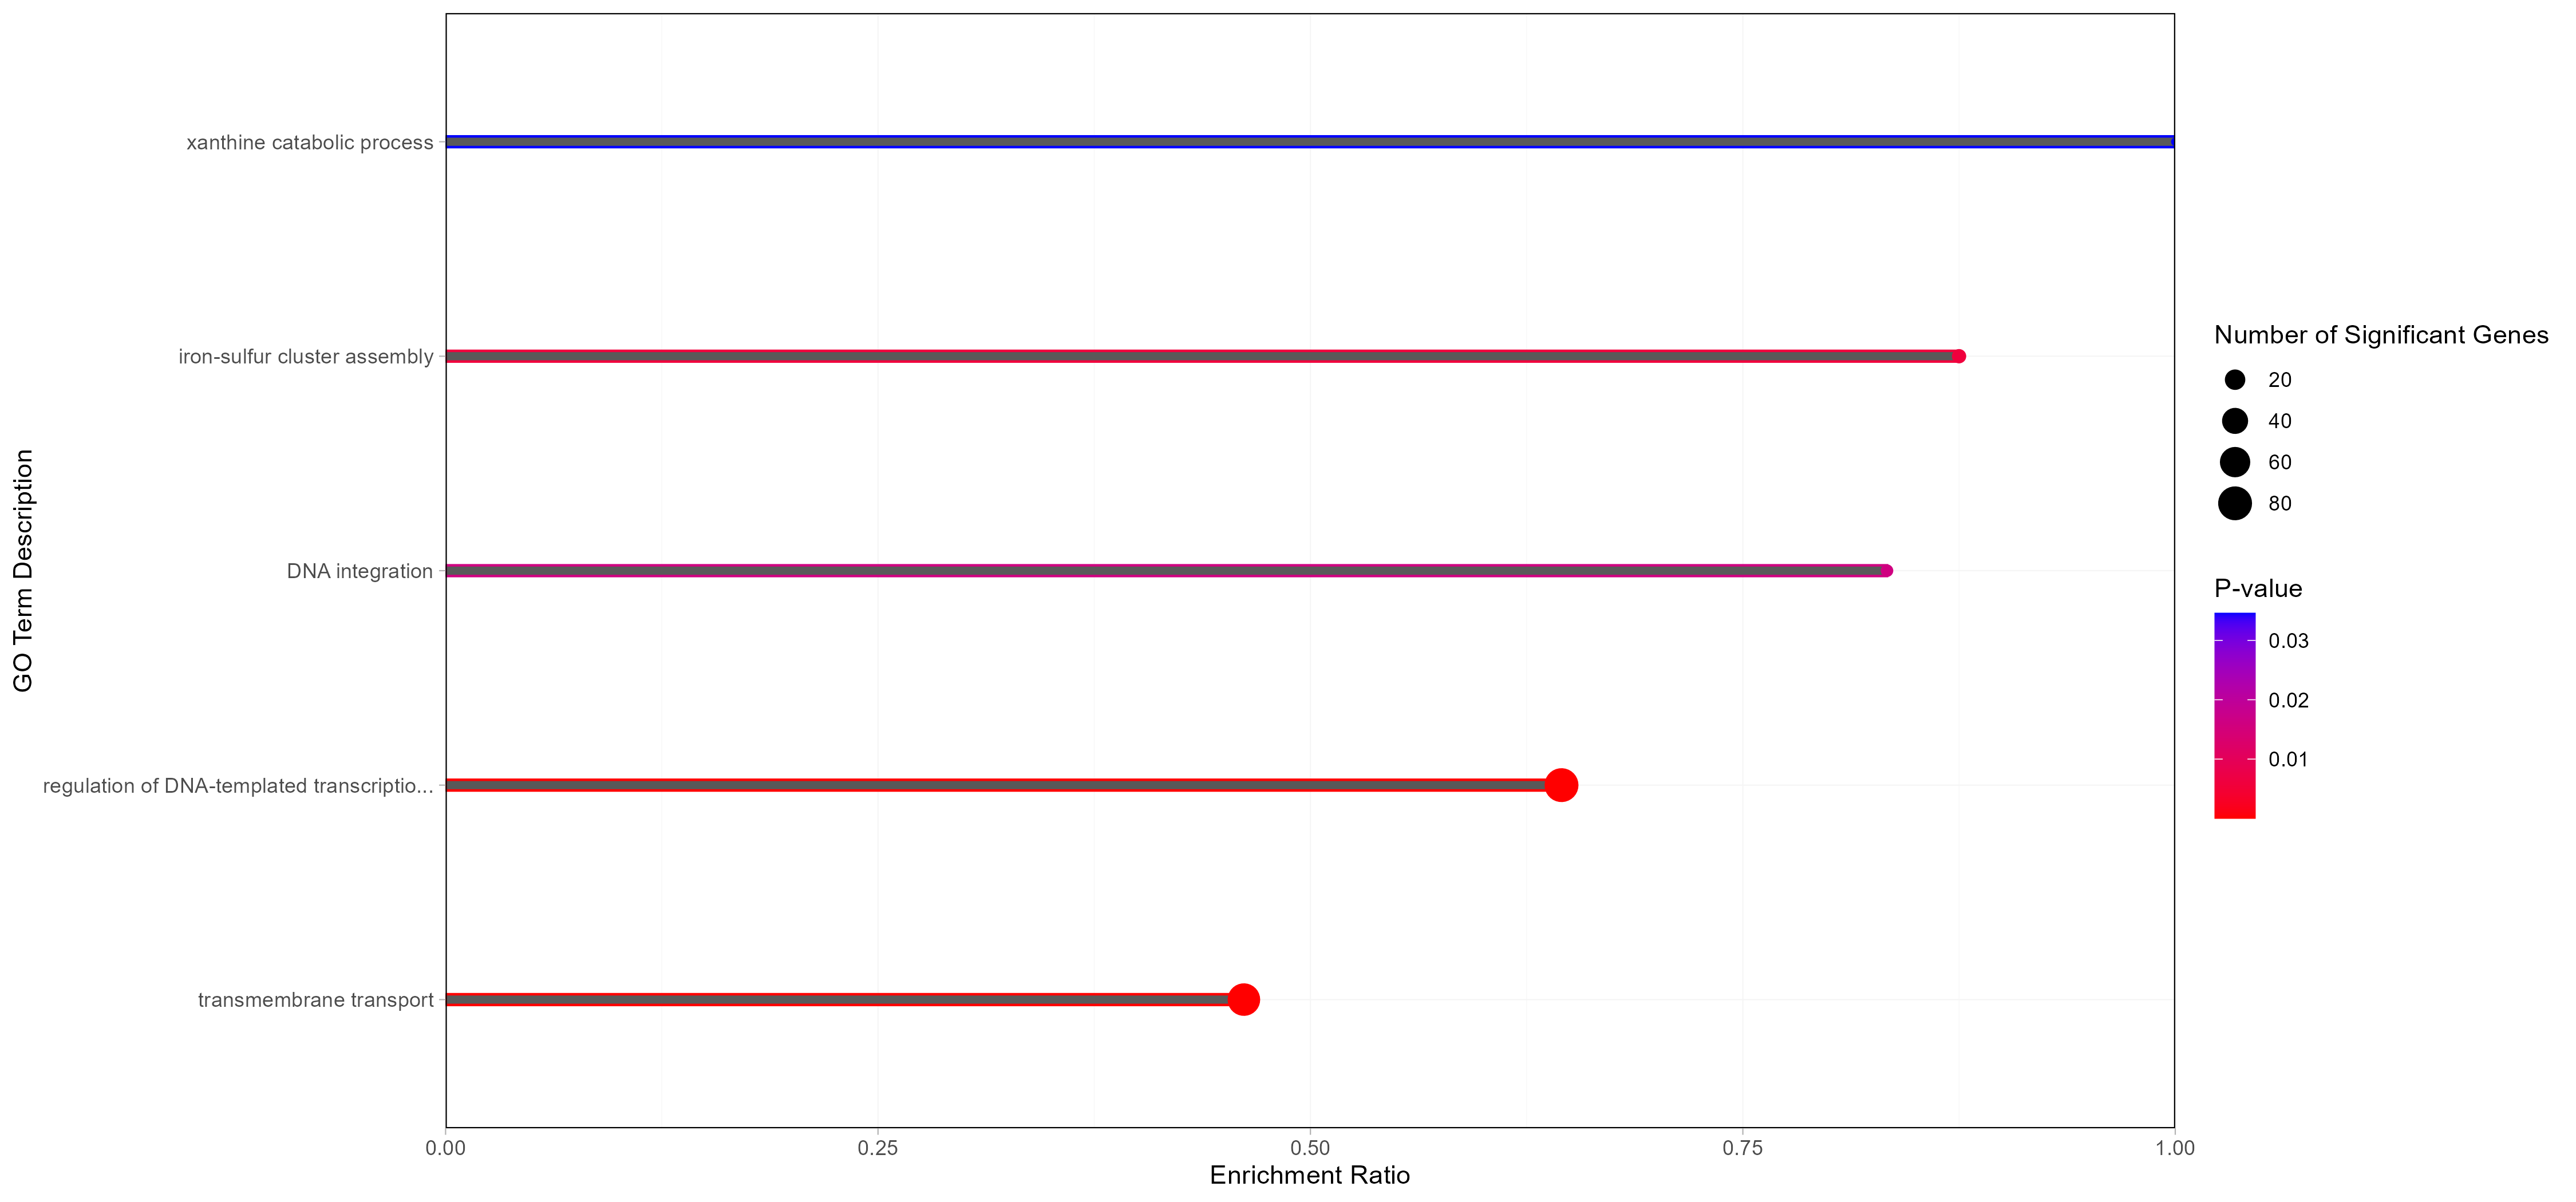 xanthine catabolic process
iron-sulfur cluster assembly
DNA integration
regulation of DNA-templated transcriptio...
transmembrane transport
GO Term Description
0.00
0.25
0.50
0.75
1.00
Enrichment Ratio
Number of Significant Genes
20
40
60
80
P-value
0.03
0.02
0.01